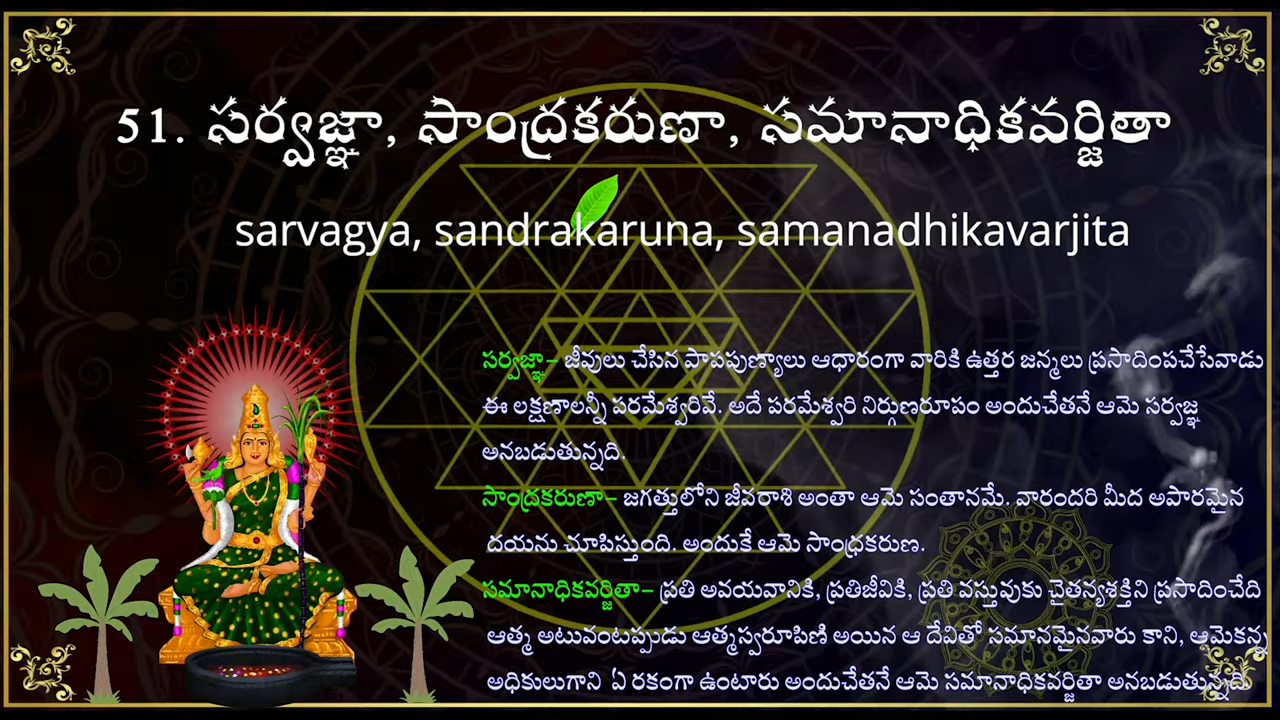 51. సర్వజ్ఞా, సాంద్రకరుణా, సమానాధికవర్జితా
sarvagya, sandrakaruna, samanadhikavarjita
సర్వజ్ఞా– జీవులు చేసిన పాపపుణ్యాలు ఆధారంగా వారికి ఉత్తర జన్మలు ప్రసాదింపచేసేవాడు
ఈ లక్షణాలన్నీ పరమేశ్వరివే. అదే పరమేశ్వరి నిర్గుణరూపం అందుచేతనే ఆమె సర్వజ్ఞ
అనబడుతున్నది.
సాంద్రకరుణా– జగత్తులోని జీవరాశి అంతా ఆమె సంతానమే. వారందరి మీద అపారమైన
దయను చూపిస్తుంది. అందుకే ఆమె సాంధ్రకరుణ.
సమానాధికవర్జితా– ప్రతి అవయవానికి, ప్రతిజీవికి, ప్రతి వస్తువుకు చైతన్యశక్తిని ప్రసాదించేది
ఆత్మ అటువంటప్పుడు ఆత్మస్వరూపిణి అయిన ఆ దేవితో సమానమైనవారు కాని, ఆమెకన్న
అధికులుగాని ఏ రకంగా ఉంటారు అందుచేతనే ఆమె సమానాధికవర్జితా అనబడుతున్నది